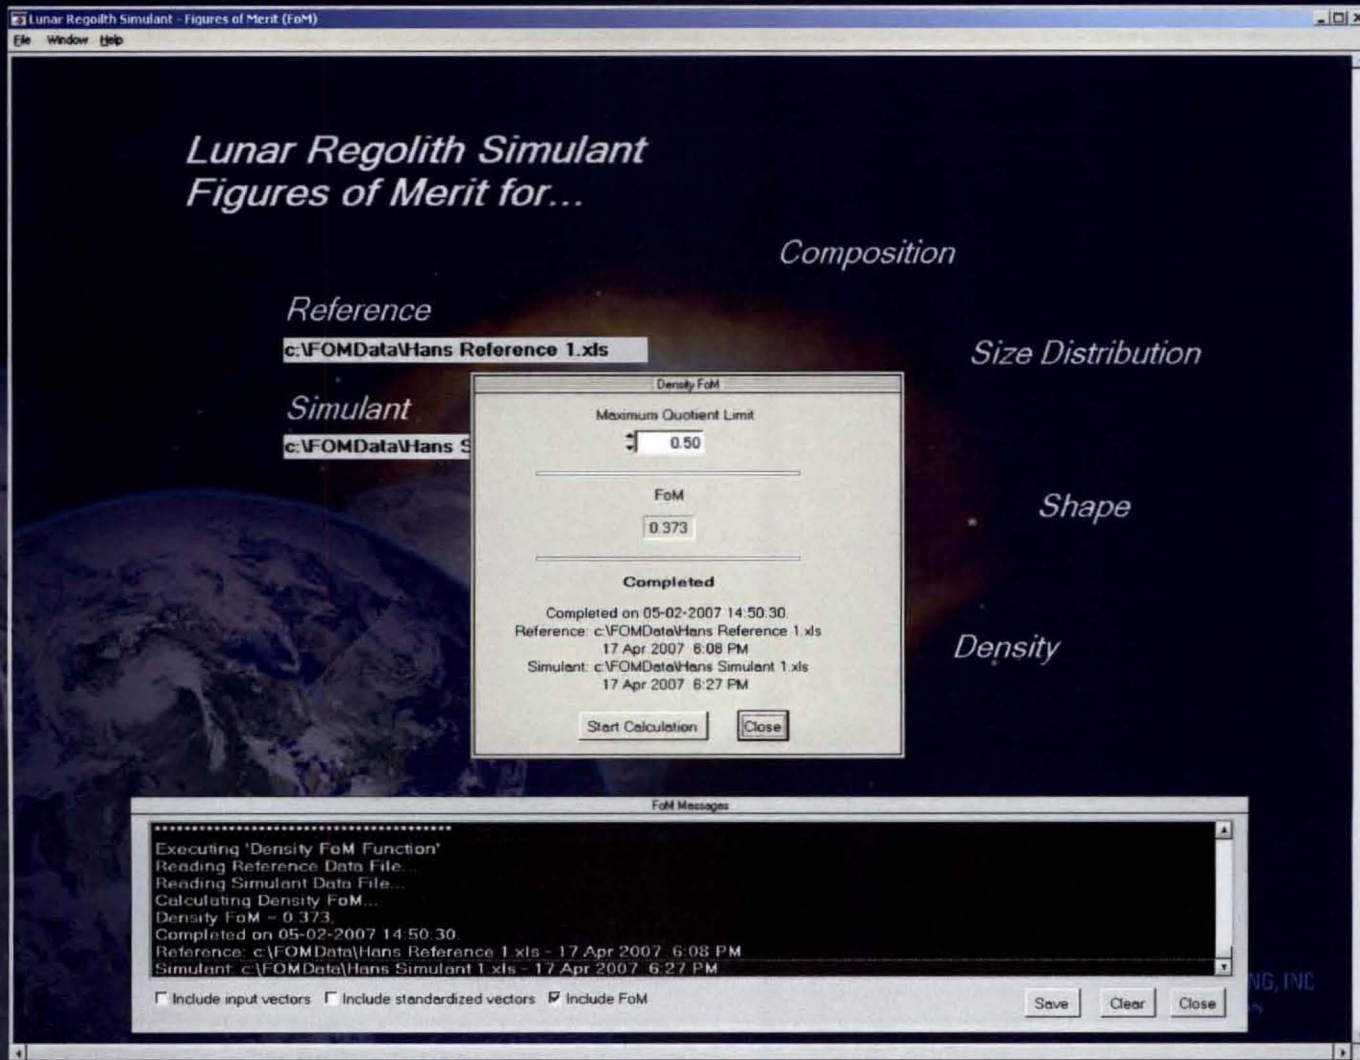 Lunar Regolith Simulant - Figures of Merit (FoM)
File Window Help
Lunar Regolith Simulant
Figures of Merit for...
Composition
Reference
c:\FOMData\Hans Reference 1.xls
Size Distribution
Simulant
c:\FOMData\Hans S
Shape
Density
Density FoM
Maximum Quotient Limit
0.50
FoM
0.373
Completed
Completed on 05-02-2007 14:50:30.
Reference: c:\FOMData\Hans Reference 1.xls
17 Apr 2007 6:08 PM
Simulant: c:\FOMData\Hans Simulant 1.xls
17 Apr 2007 6:27 PM
Start Calculation Close
FoM Messages
****************************************
Executing 'Density FoM Function'
Reading Reference Data File...
Reading Simulant Data File...
Calculating Density FoM...
Density FoM = 0.373,
Completed on 05-02-2007 14:50:30.
Reference: c:\FOMData\Hans Reference 1.xls - 17 Apr 2007 6:08 PM
Simulant: c:\FOMData\Hans Simulant 1.xls - 17 Apr 2007 6:27 PM
Include input vectors Include standardized vectors Include FoM
Save Clear Close
NG, INC